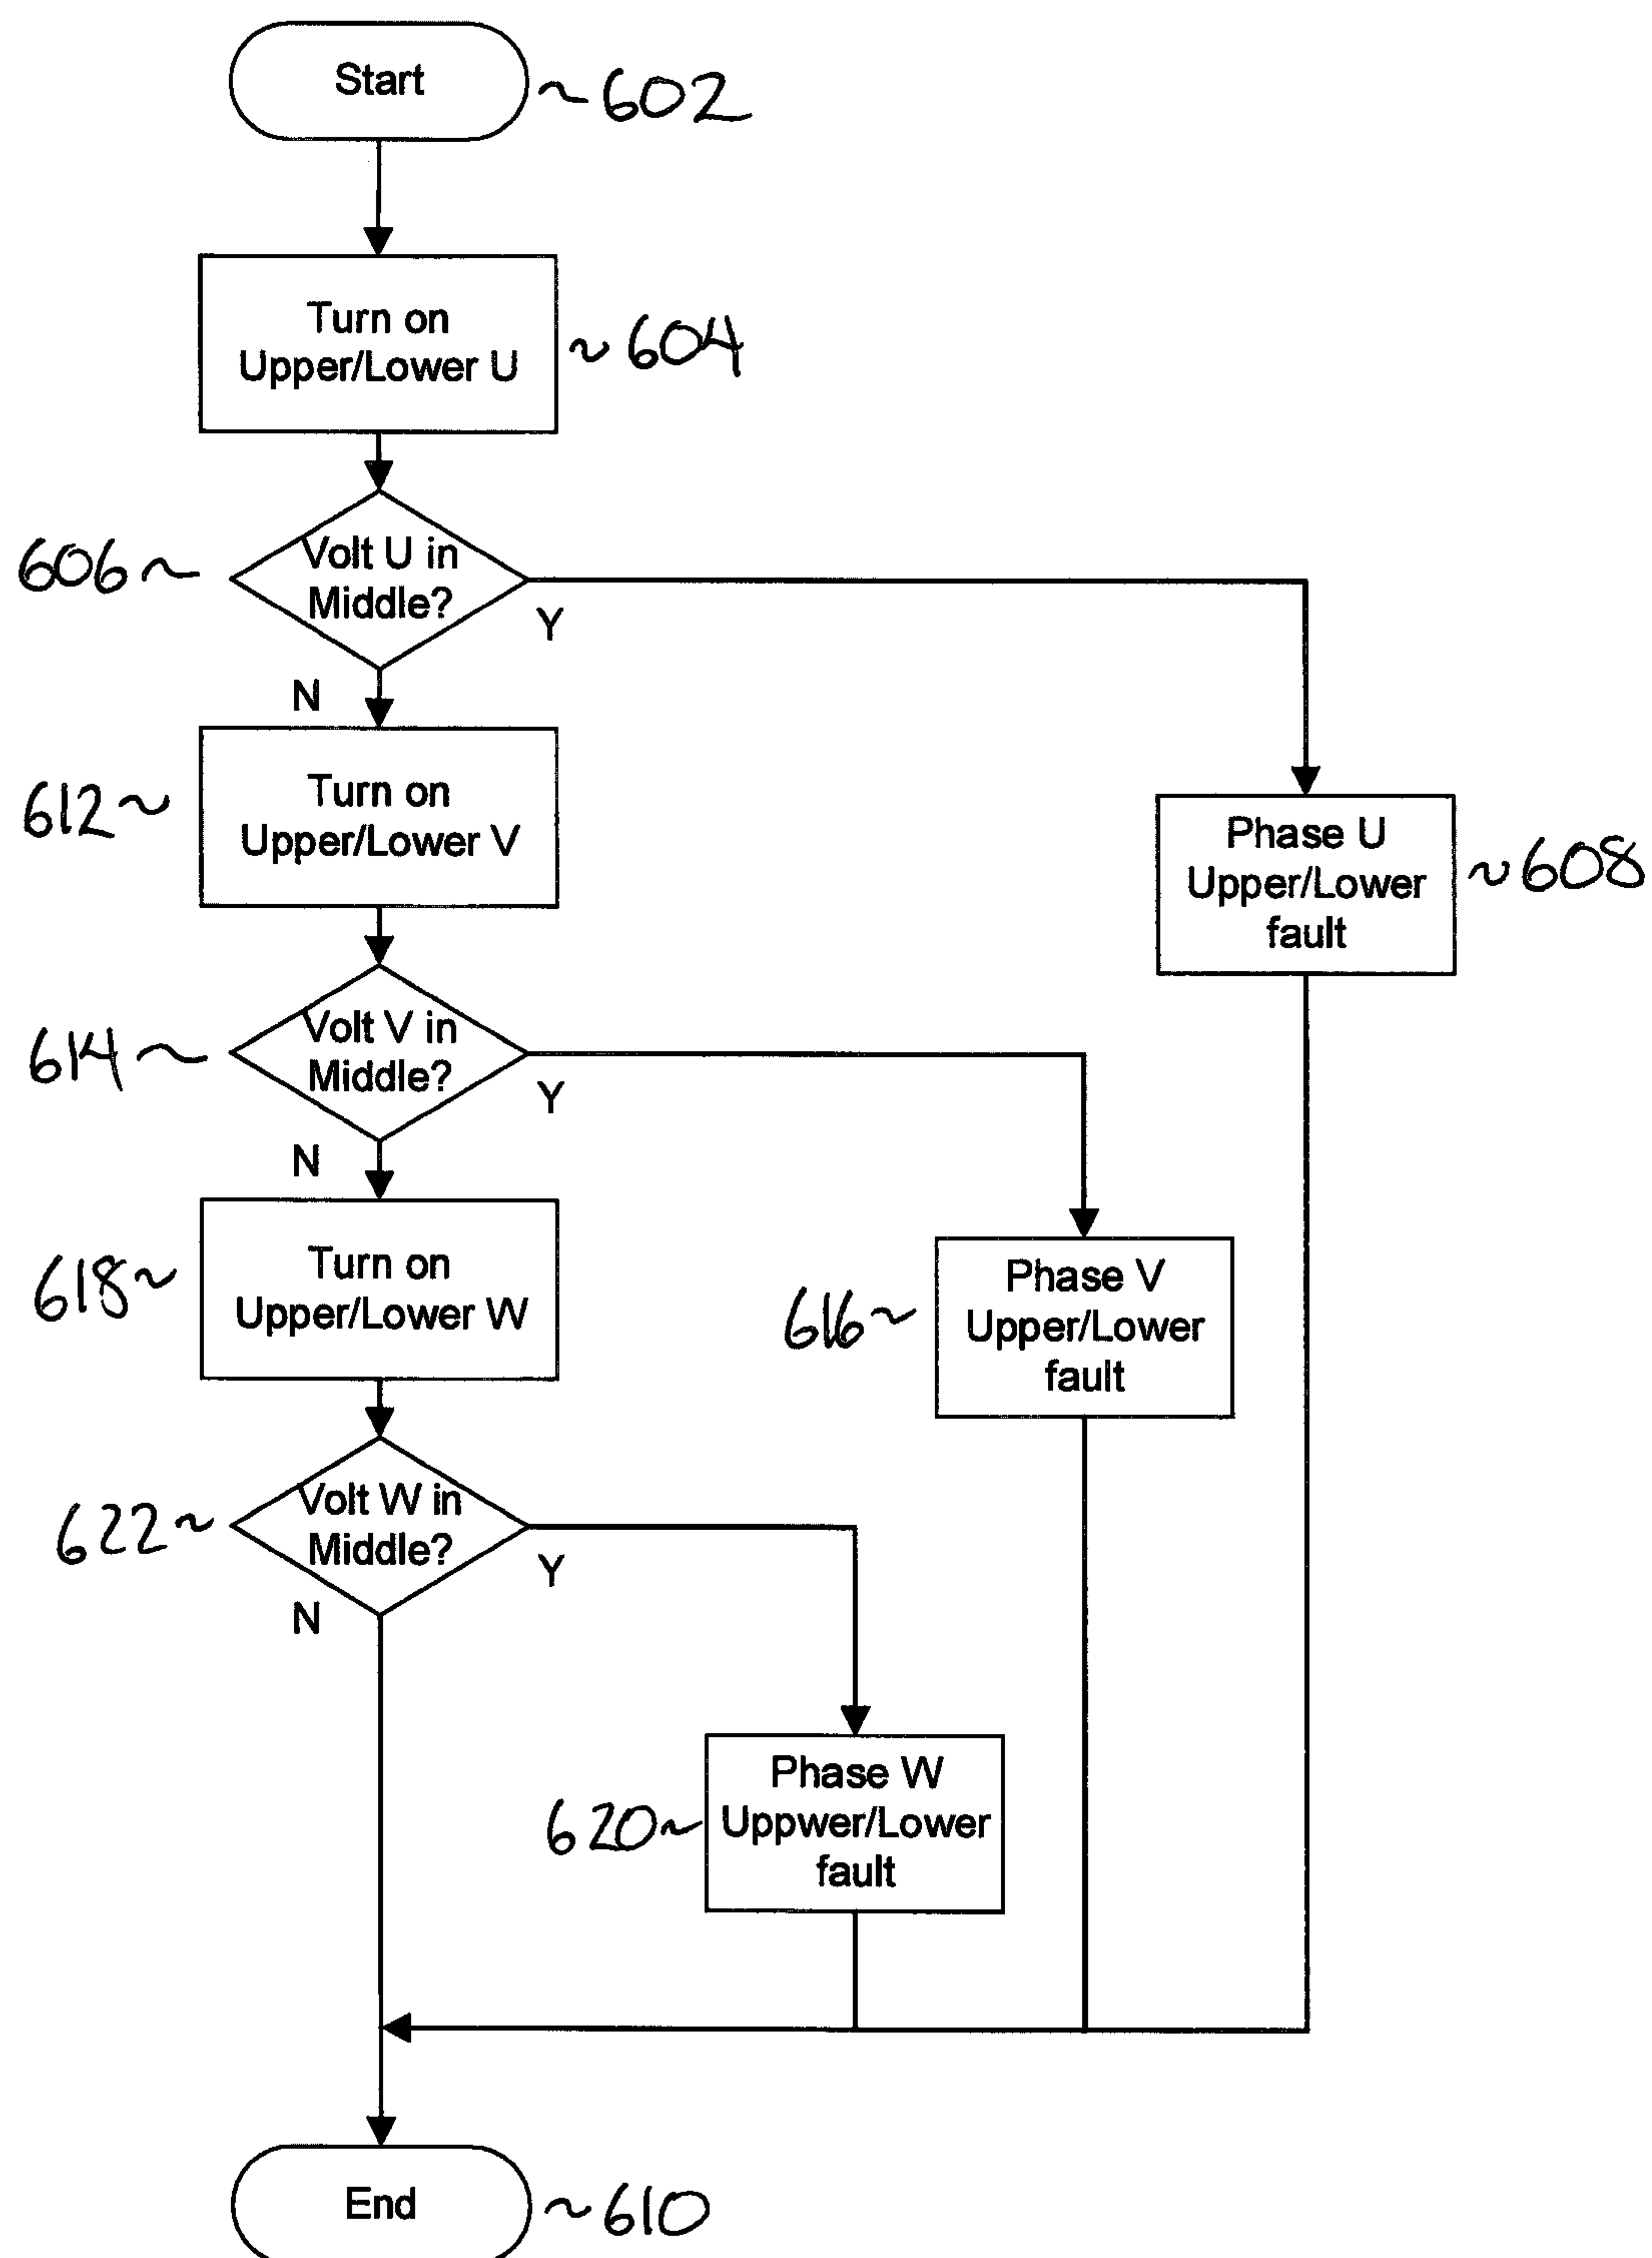 Start
~602
Turn on
Upper/Lower U
~604
606~
Volt U in
Middle?
Y
N
612~
Turn on
Upper/Lower V
Phase U
Upper/Lower
fault
~608
614~
Volt V in
Middle?
Y
N
618~
Turn on
Upper/Lower W
616~
Phase V
Upper/Lower
fault
622~
Volt W in
Middle?
Y
N
620~
Phase W
Uppwer/Lower
fault
End
~610